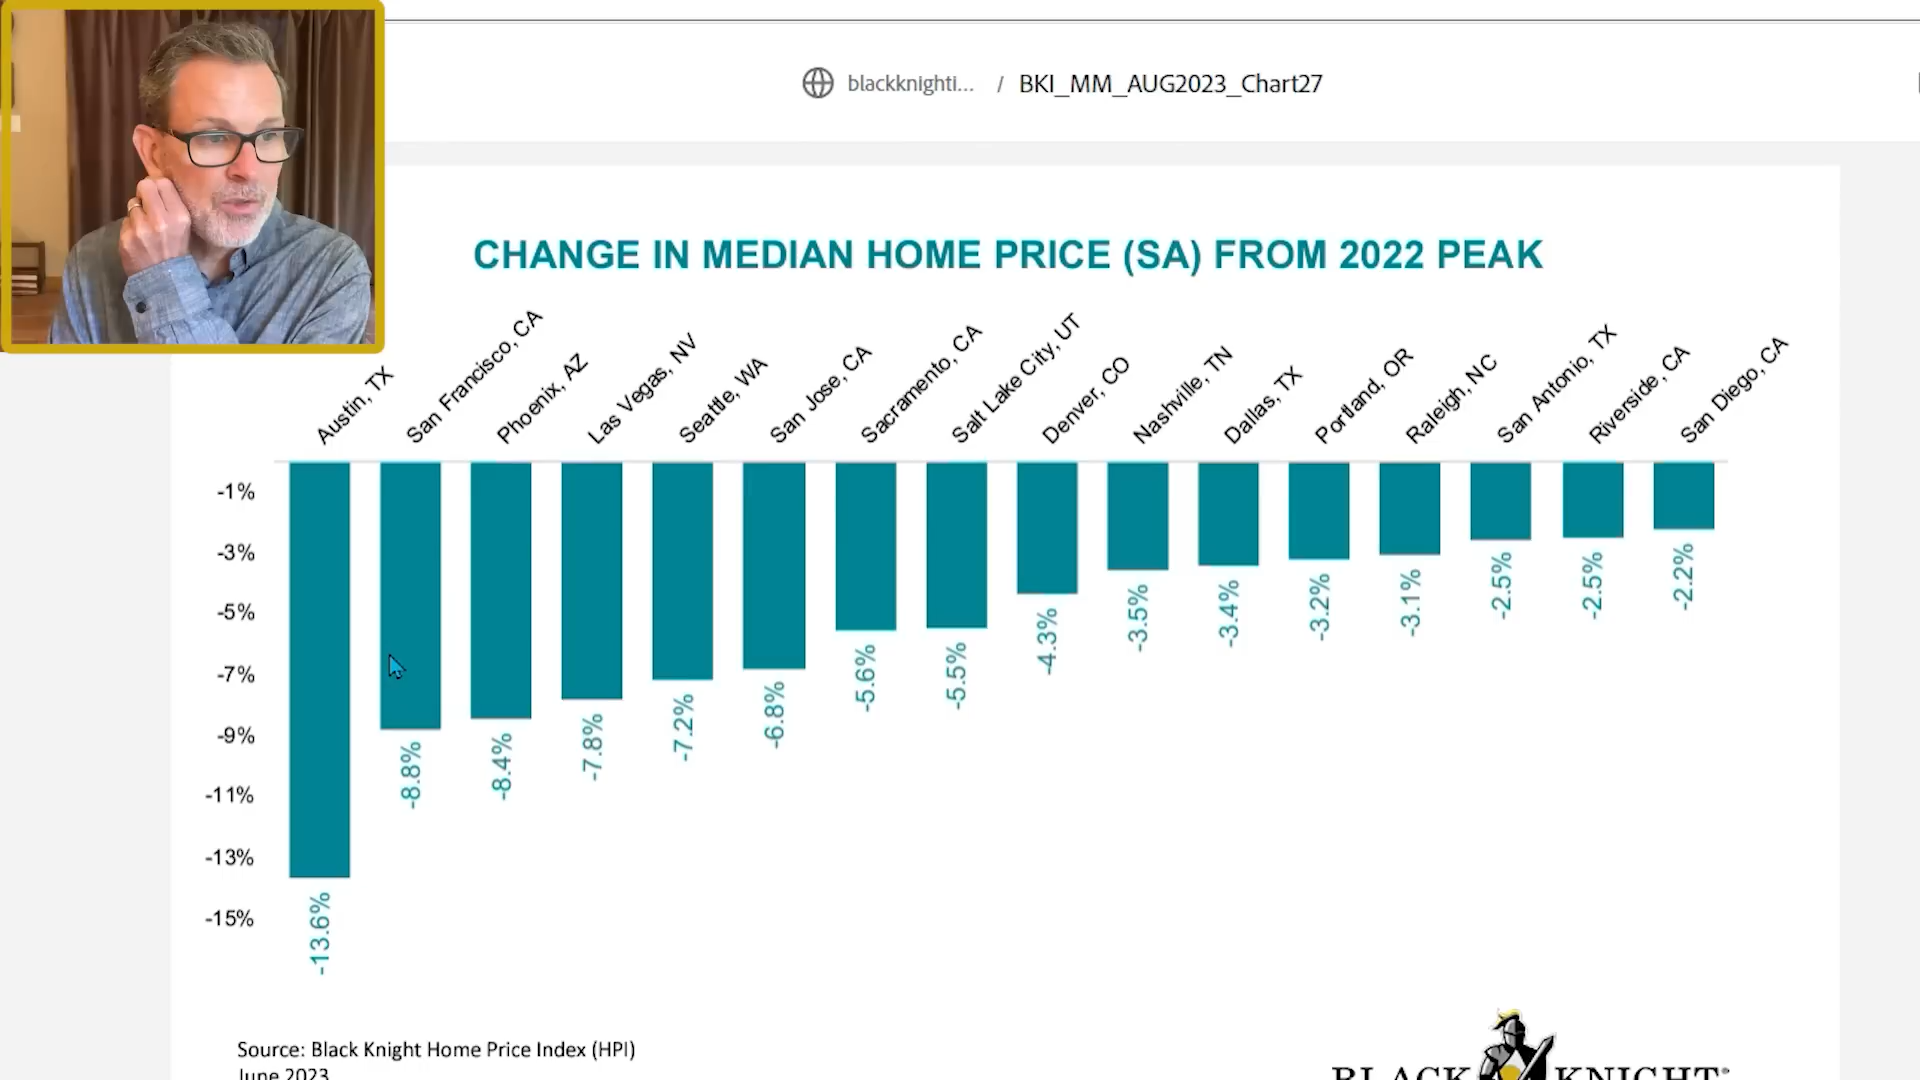 blackknighti... / BKI_MM_AUG2023_Chart27
CHANGE IN MEDIAN HOME PRICE (SA) FROM 2022 PEAK
Austin, TX
San Francisco, CA
Phoenix, AZ
Las Vegas, NV
Seattle, WA
San Jose, CA
Sacramento, CA
Salt Lake City, UT
Denver, CO
Nashville, TN
Dallas, TX
Portland, OR
Raleigh, NC
San Antonio, TX
Riverside, CA
San Diego, CA
-1%
-3%
-5%
-7%
-9%
-11%
-13%
-15%
-13.6%
-8.8%
-8.4%
-7.8%
-7.2%
-6.8%
-5.6%
-5.5%
-4.3%
-3.5%
-3.4%
-3.2%
-3.1%
-2.5%
-2.5%
-2.2%
Source: Black Knight Home Price Index (HPI)
June 2023
BLACK KNIGHT®